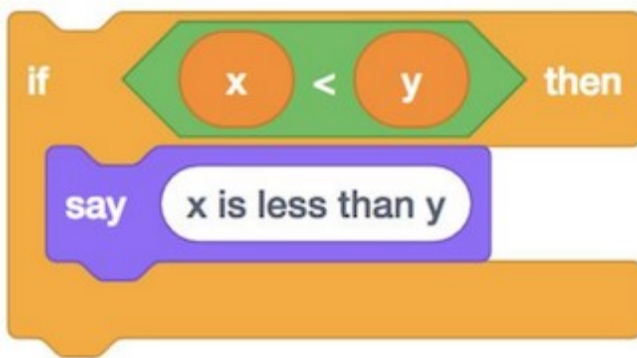 if x < y then
say x is less than y